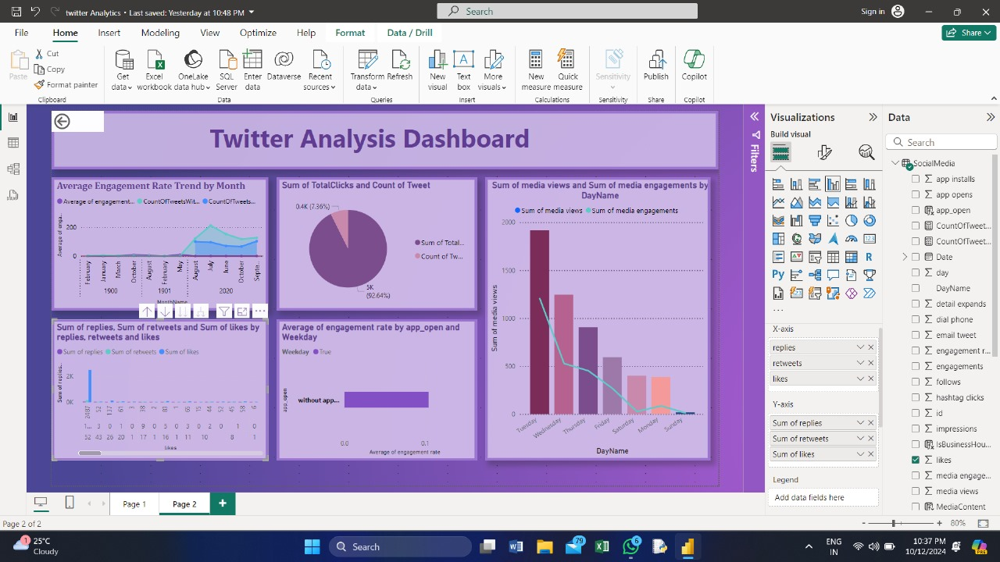 twitter Analysis • Last saved: Yesterday at 10:48 PM
Search
Sign in
File Home Insert Modeling View Optimize Help Format Data / Drill
Share
Paste
Cut
Copy
Format painter
Clipboard
Get data
Excel workbook
OneLake data hub
SQL Server
Enter data
Dataverse
Recent sources
Data
Transform data
Refresh
Queries
New visual
Text box
More visuals
Insert
New measure
Quick measure
Calculations
Sensitivity
Sensitivity
Publish
Share
Copilot
Copilot
Twitter Analysis Dashboard
Average Engagement Rate Trend by Month
Average of engagement... CountOfTweetsWit... CountOfTweets...
Average of enga...
200
0
February January March October August February May August July June October Septe...
1900 1901 2020
MonthName
Sum of TotalClicks and Count of Tweet
0.4K (7.36%)
5K
(92.64%)
Sum of Total...
Count of Tw...
Sum of media views and Sum of media engagements by
DayName
Sum of media views Sum of media engagements
Sum of media views
2000
1500
1000
500
0
Tuesday Wednesday Thursday Friday Saturday Monday Sunday
DayName
Sum of replies, Sum of retweets and Sum of likes by
replies, retweets and likes
Sum of replies Sum of retweets Sum of likes
Sum of replies...
2K
0K
likes
Average of engagement rate by app_open and
Weekday
Weekday True
app_open
without app...
0.0 0.1
Average of engagement rate
Filters
Visualizations
Build visual
X-axis
replies
retweets
likes
Y-axis
Sum of replies
Sum of retweets
Sum of likes
Legend
Add data fields here
Data
Search
SocialMedia
app installs
app opens
app_open
CountOfTweet...
CountOfTweet...
Date
day
DayName
detail expands
dial phone
email tweet
engagement r...
engagements
follows
hashtag clicks
id
impressions
IsBusinessHou...
likes
media engage...
media views
MediaContent
Page 1 Page 2
Page 2 of 2
80%
25°C
Cloudy
Search
79
6
ENG
IN
10:37 PM
10/12/2024